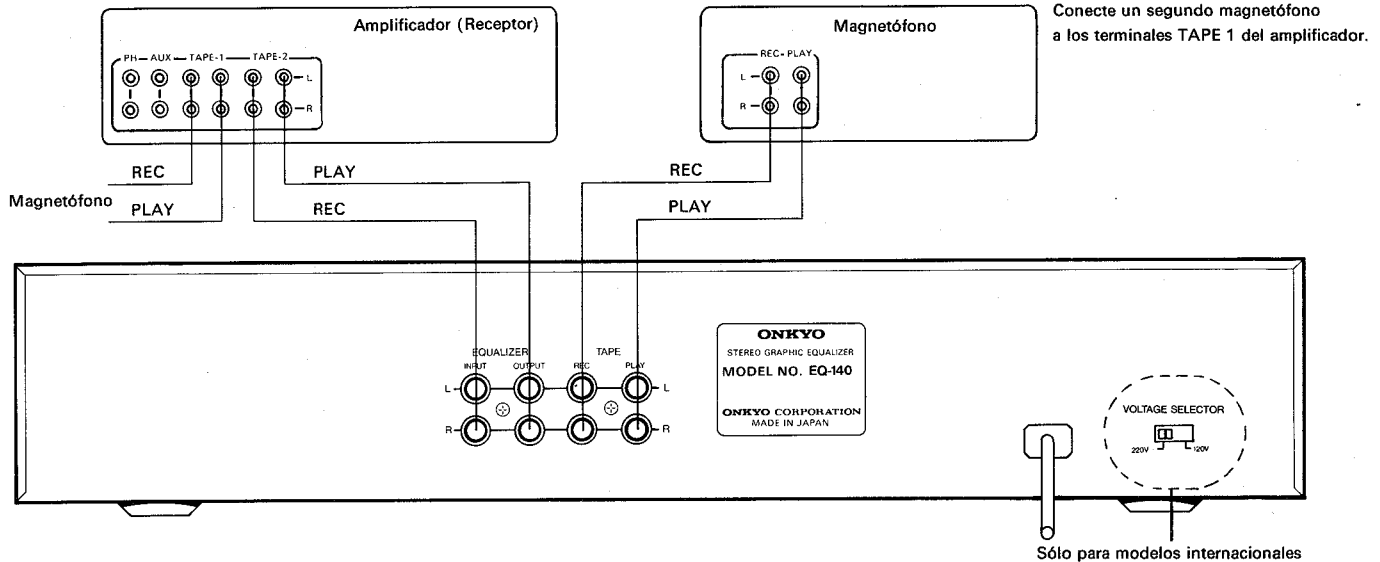 Amplificador (Receptor)
PH AUX TAPE-1 TAPE-2
L
R
Magnetófono
REC PLAY
L
R
Conecte un segundo magnetófono
a los terminales TAPE 1 del amplificador.
REC
PLAY
REC
Magnetófono
PLAY
REC
PLAY
EQUALIZER TAPE
INPUT OUTPUT REC PLAY
L L
R R
ONKYO
STEREO GRAPHIC EQUALIZER
MODEL NO. EQ-140
ONKYO CORPORATION
MADE IN JAPAN
VOLTAGE SELECTOR
220V 120V
Sólo para modelos internacionales